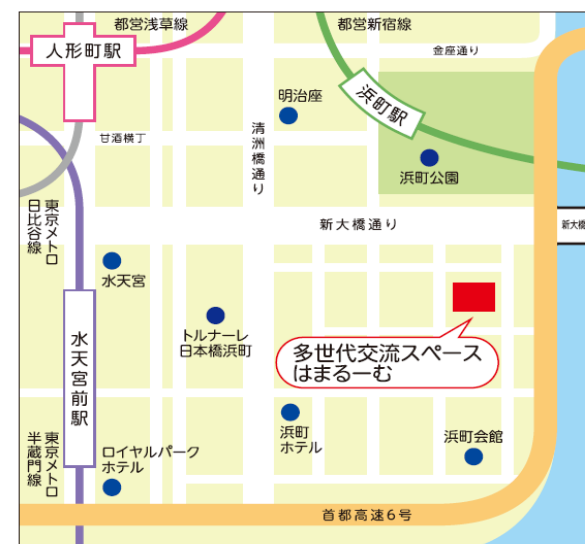 都営浅草線
都営新宿線
人形町駅
金座通り
明治座
浜町駅
甘酒横丁
清洲橋通り
浜町公園
東京メトロ
日比谷線
新大橋通り
新大橋
水天宮
水天宮前駅
トルナーレ
日本橋浜町
多世代交流スペース
はまるーむ
浜町
ホテル
浜町会館
東京メトロ
半蔵門線
ロイヤルパーク
ホテル
首都高速6号